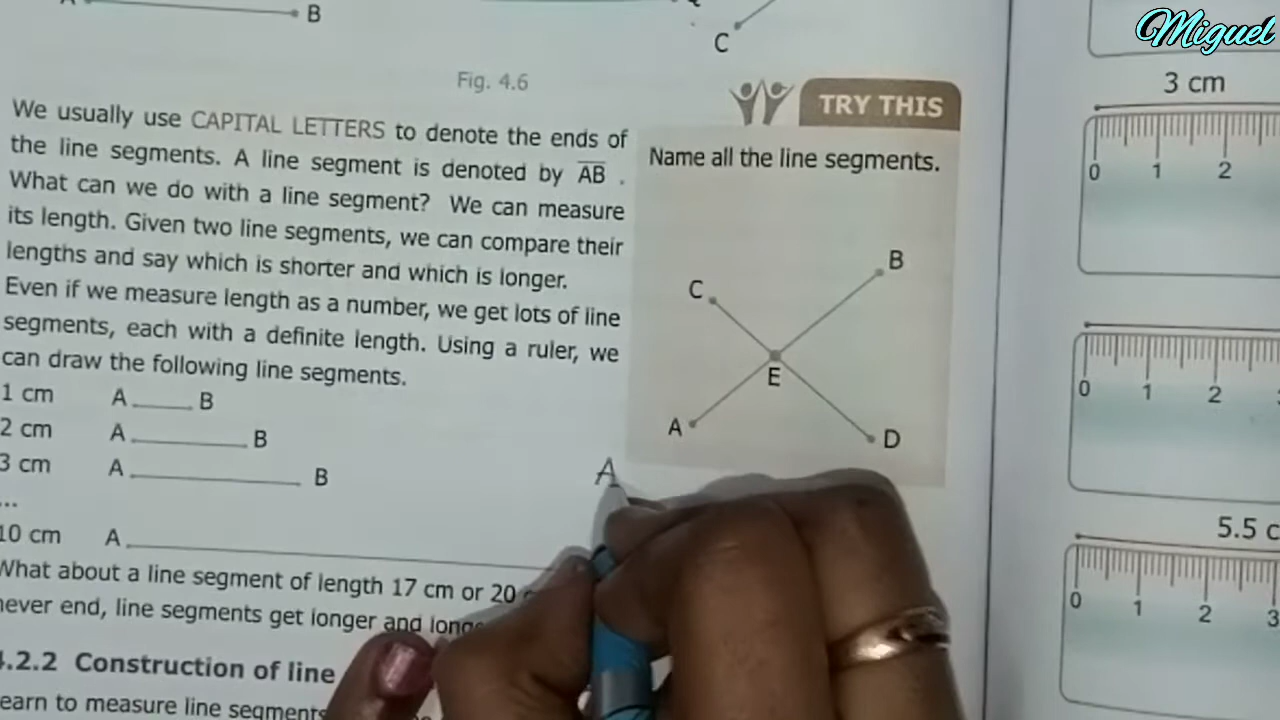 B
C
Miguel
Fig. 4.6
We usually use CAPITAL LETTERS to denote the ends of
the line segments. A line segment is denoted by A̅B̅ .
What can we do with a line segment? We can measure
its length. Given two line segments, we can compare their
lengths and say which is shorter and which is longer.
Even if we measure length as a number, we get lots of line
segments, each with a definite length. Using a ruler, we
can draw the following line segments.
1 cm A B
2 cm A B
3 cm A B
...
10 cm A
What about a line segment of length 17 cm or 20
never end, line segments get longer and
4.2.2 Construction of line
earn to measure line segments
TRY THIS
Name all the line segments.
C
B
E
A
D
A
3 cm
0 1 2
0 1 2
5.5 c
0 1 2 3